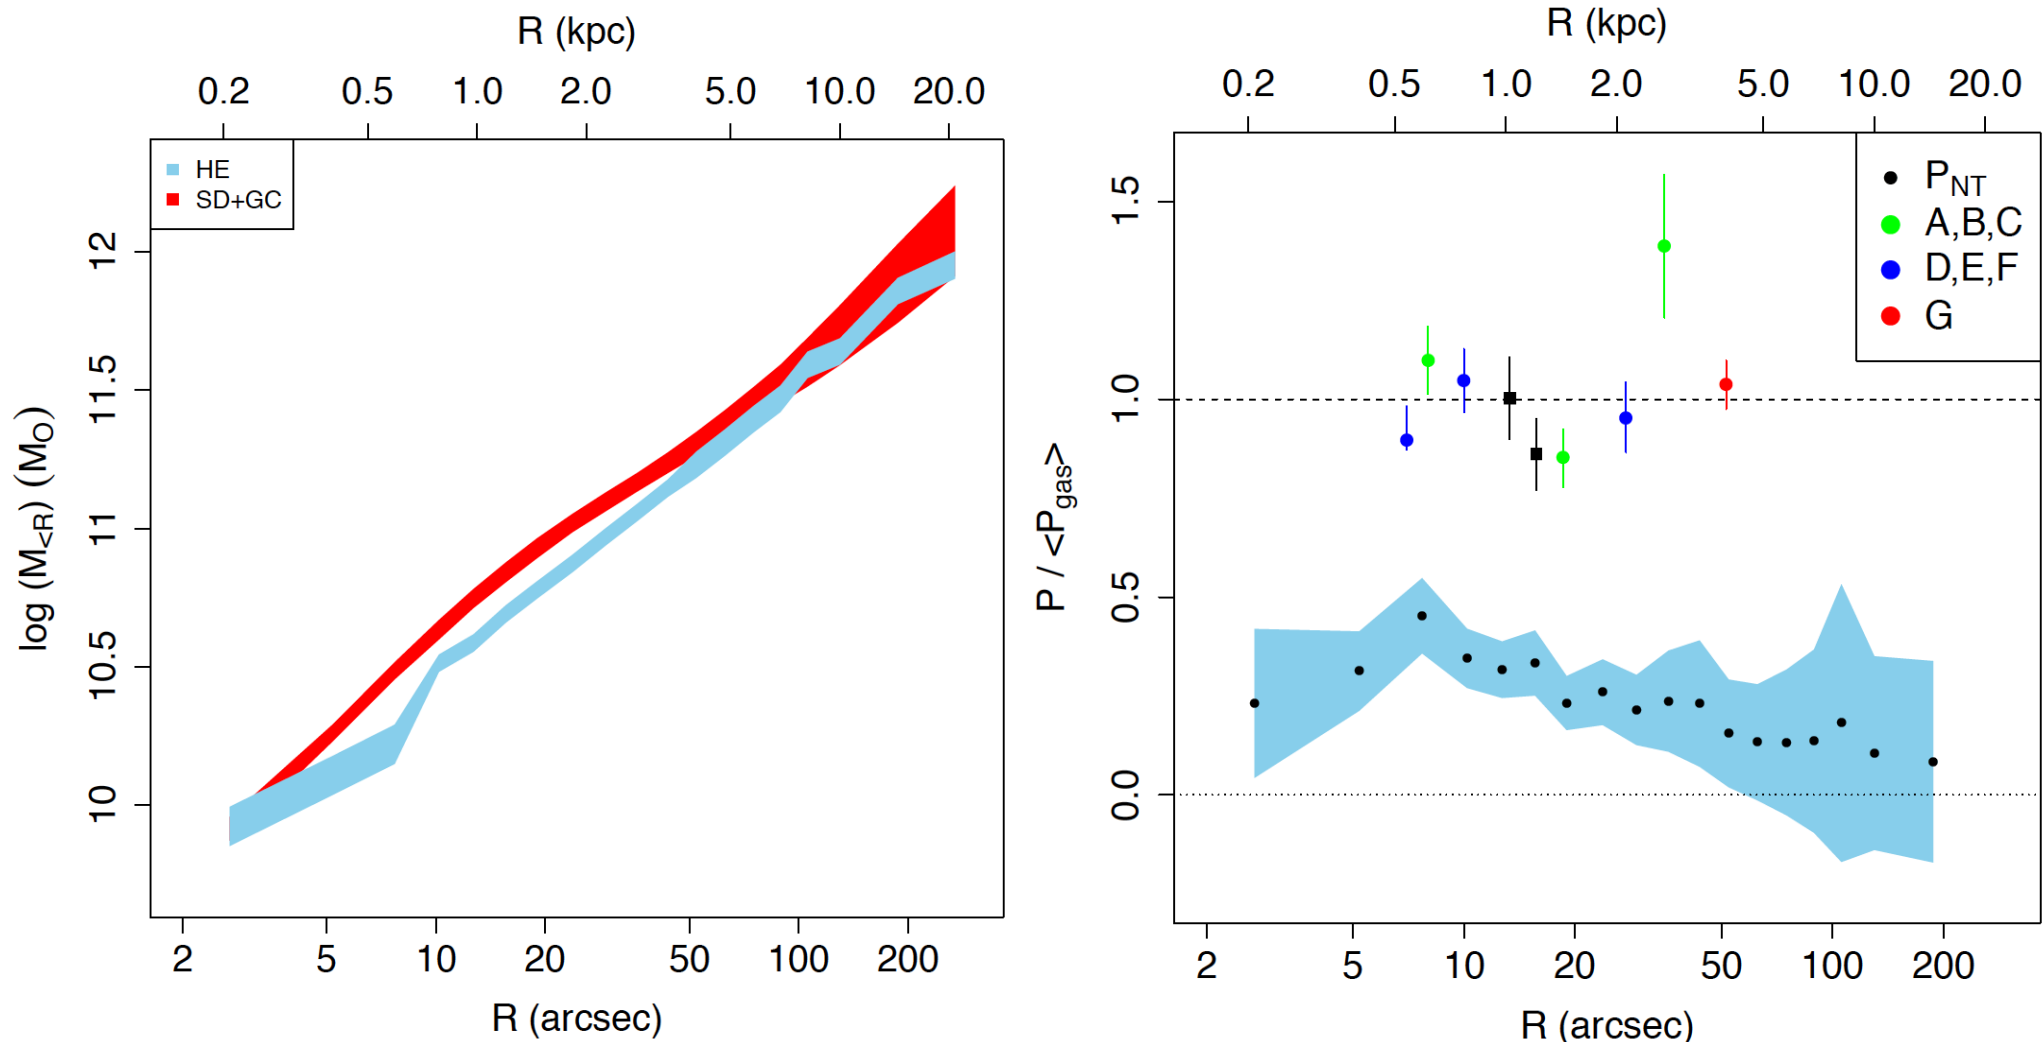 R (kpc)
0.2 0.5 1.0 2.0 5.0 10.0 20.0
HE
SD+GC
12
11.5
11
10.5
10
log (M<R) (MO)
2 5 10 20 50 100 200
R (arcsec)
R (kpc)
0.2 0.5 1.0 2.0 5.0 10.0 20.0
PNT
A,B,C
D,E,F
G
1.5
1.0
0.5
0.0
P / <Pgas>
2 5 10 20 50 100 200
R (arcsec)